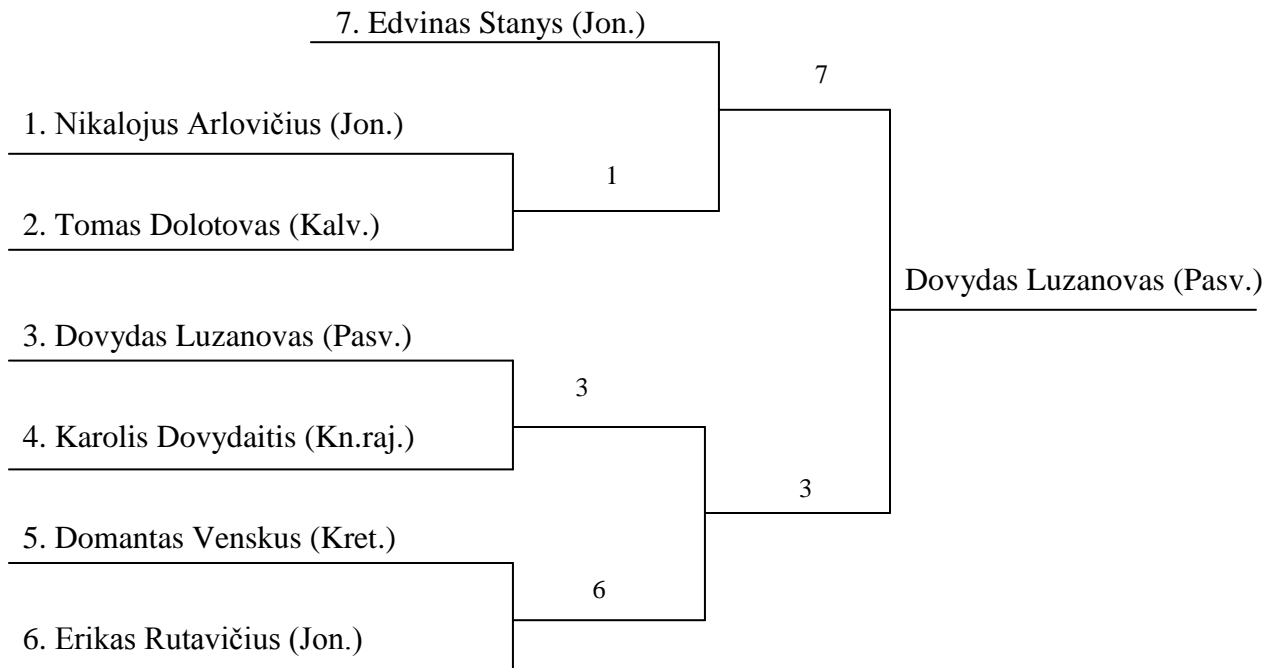 7. Edvinas Stanys (Jon.)
7
1. Nikalojus Arlovičius (Jon.)
1
2. Tomas Dolotovas (Kalv.)
Dovydas Luzanovas (Pasv.)
3. Dovydas Luzanovas (Pasv.)
3
4. Karolis Dovydaitis (Kn.raj.)
3
5. Domantas Venskus (Kret.)
6
6. Erikas Rutavičius (Jon.)